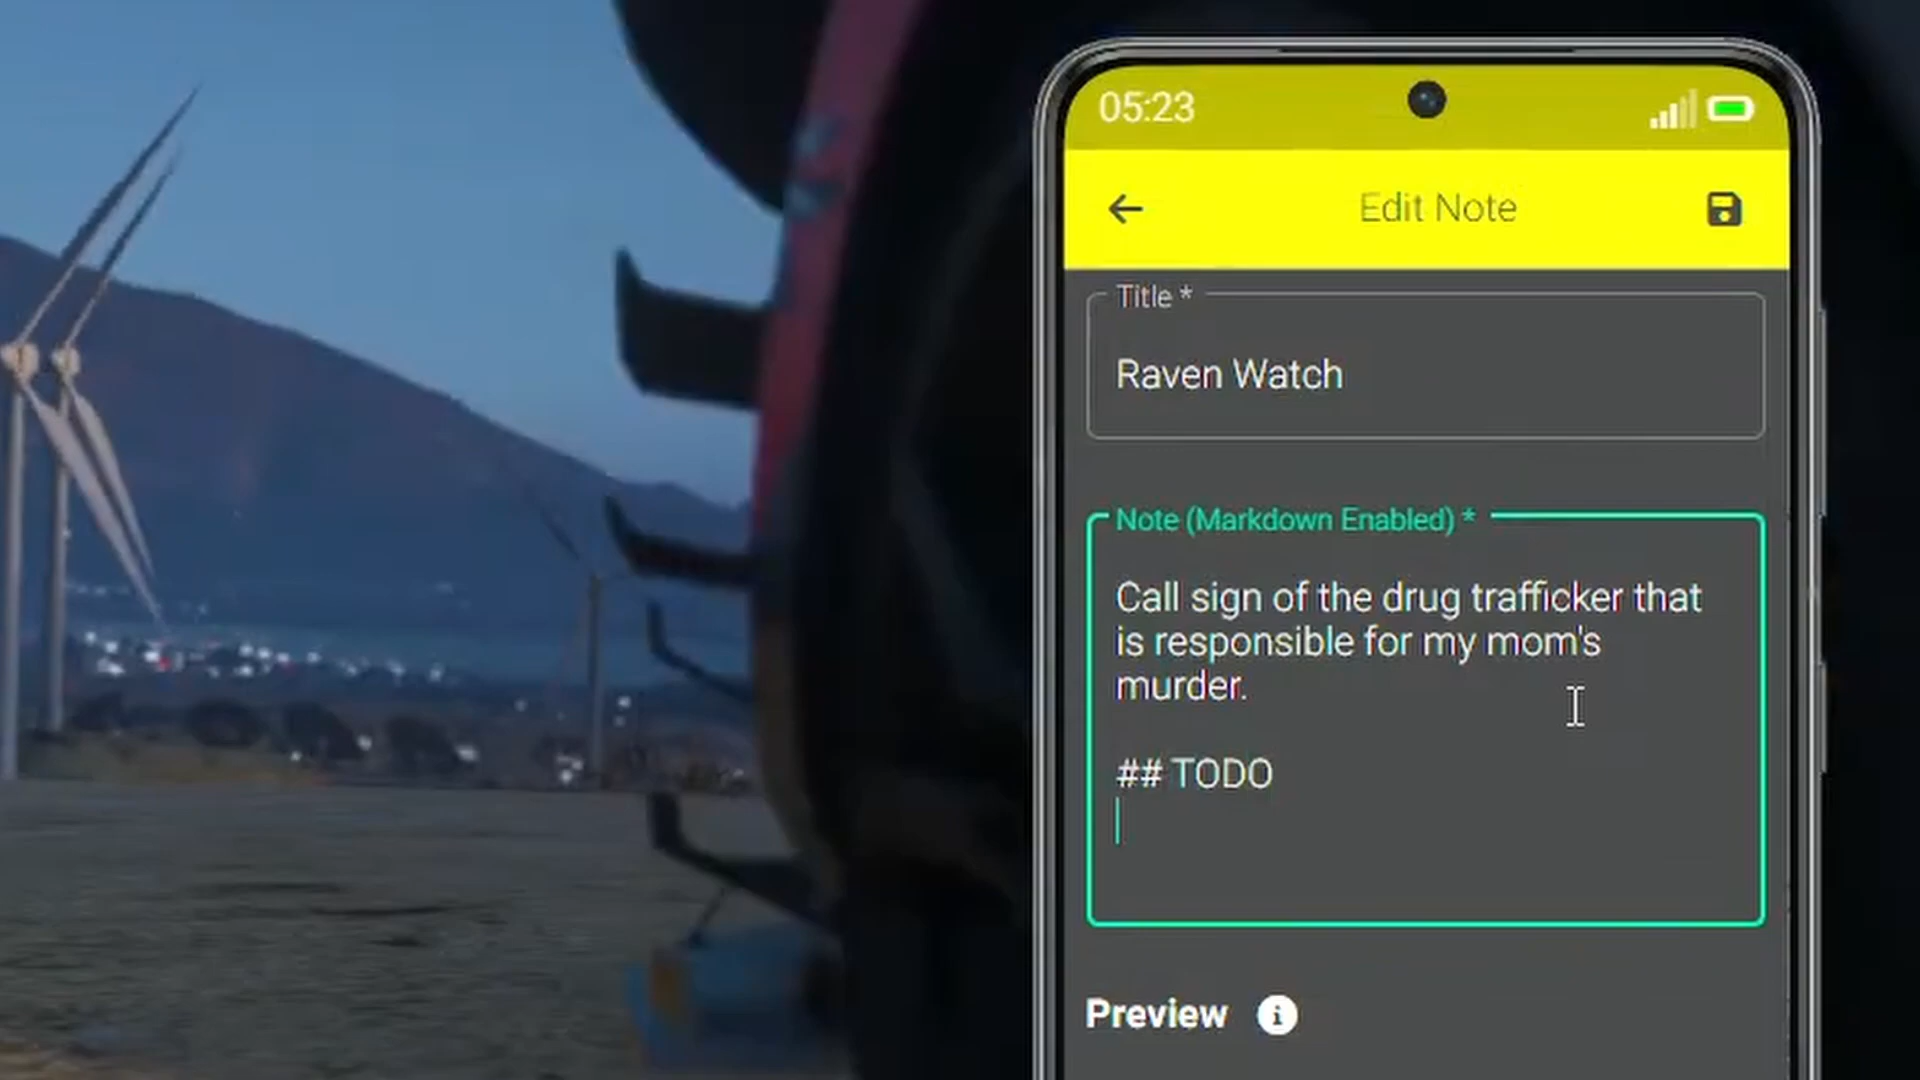 05:23
Edit Note
Title *
Raven Watch
Note (Markdown Enabled) *
Call sign of the drug trafficker that
is responsible for my mom's
murder.
## TODO
Preview